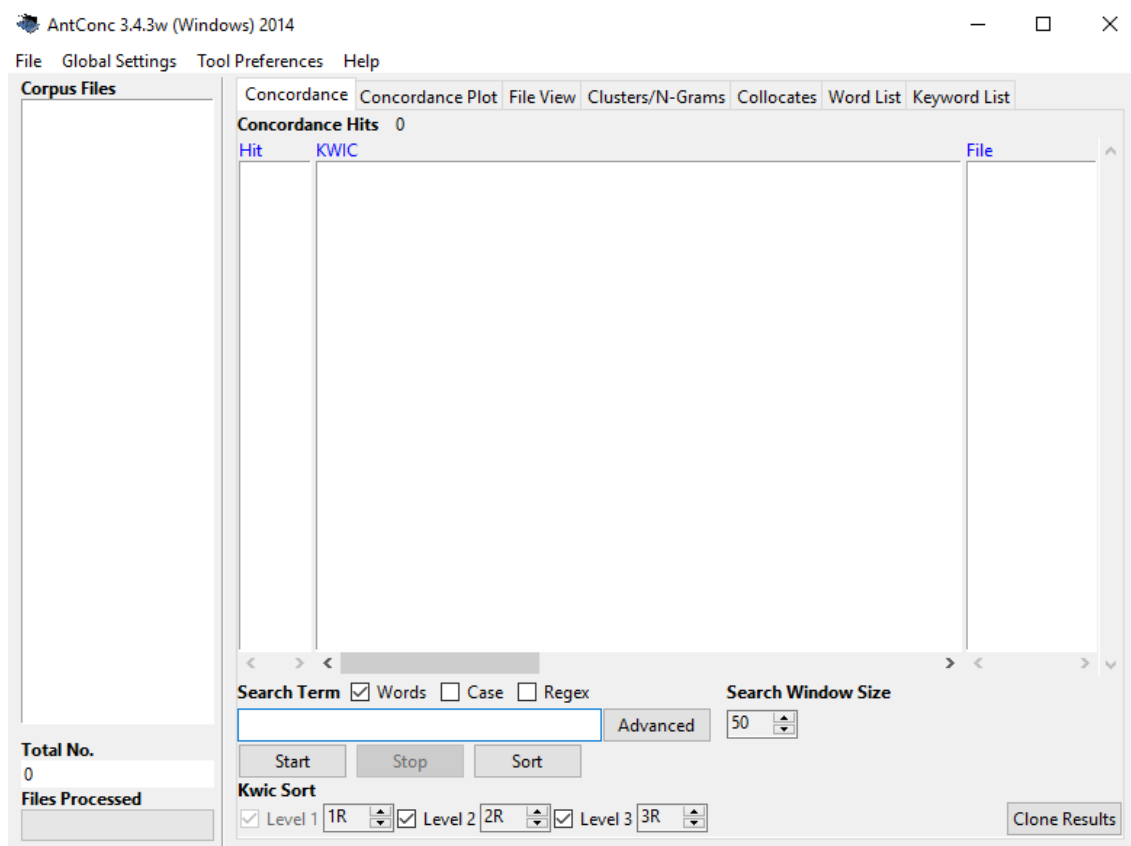 AntConc 3.4.3w (Windows) 2014
File Global Settings Tool Preferences Help
Corpus Files
Concordance Concordance Plot File View Clusters/N-Grams Collocates Word List Keyword List
Concordance Hits 0
Hit KWIC File
Search Term Words Case Regex Search Window Size
Advanced 50
Total No.
0
Start Stop Sort
Files Processed
Kwic Sort
Level 1 1R Level 2 2R Level 3 3R
Clone Results